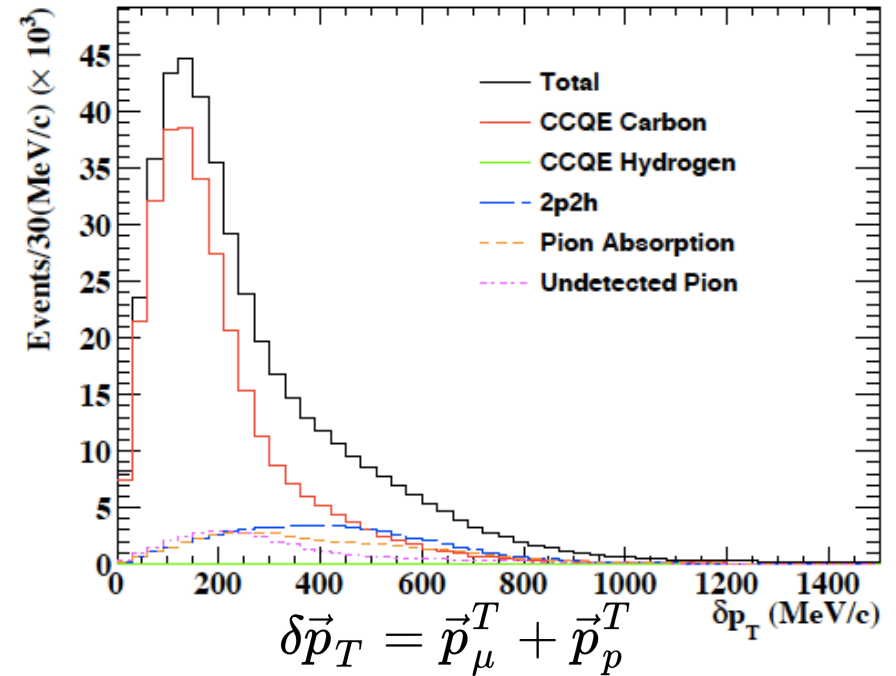 Events/30(MeV/c) (× 10³)
45
40
35
30
25
20
15
10
5
0
Total
CCQE Carbon
CCQE Hydrogen
2p2h
Pion Absorption
Undetected Pion
0 200 400 600 800 1000 1200 1400
δp_T (MeV/c)
δp⃗_T = p⃗_μ^T + p⃗_p^T